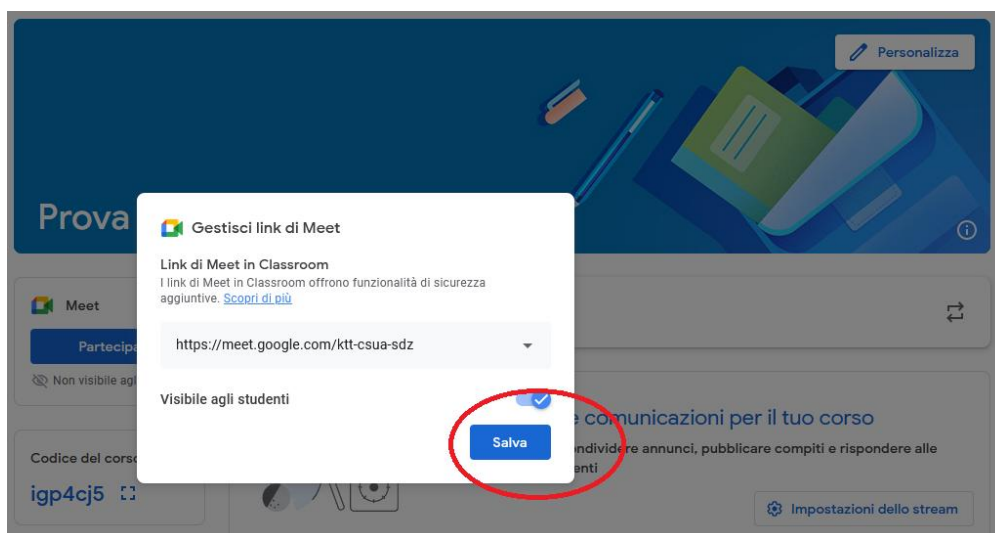 Personalizza
Prova
Gestisci link di Meet
Link di Meet in Classroom
I link di Meet in Classroom offrono funzionalità di sicurezza
aggiuntive. Scopri di più
Meet
Partecipa
https://meet.google.com/ktt-csua-sdz
Non visibile agl
Visibile agli studenti
comunicazioni per il tuo corso
Salva
ondividere annunci, pubblicare compiti e rispondere alle
enti
Codice del corso
igp4cj5
Impostazioni dello stream